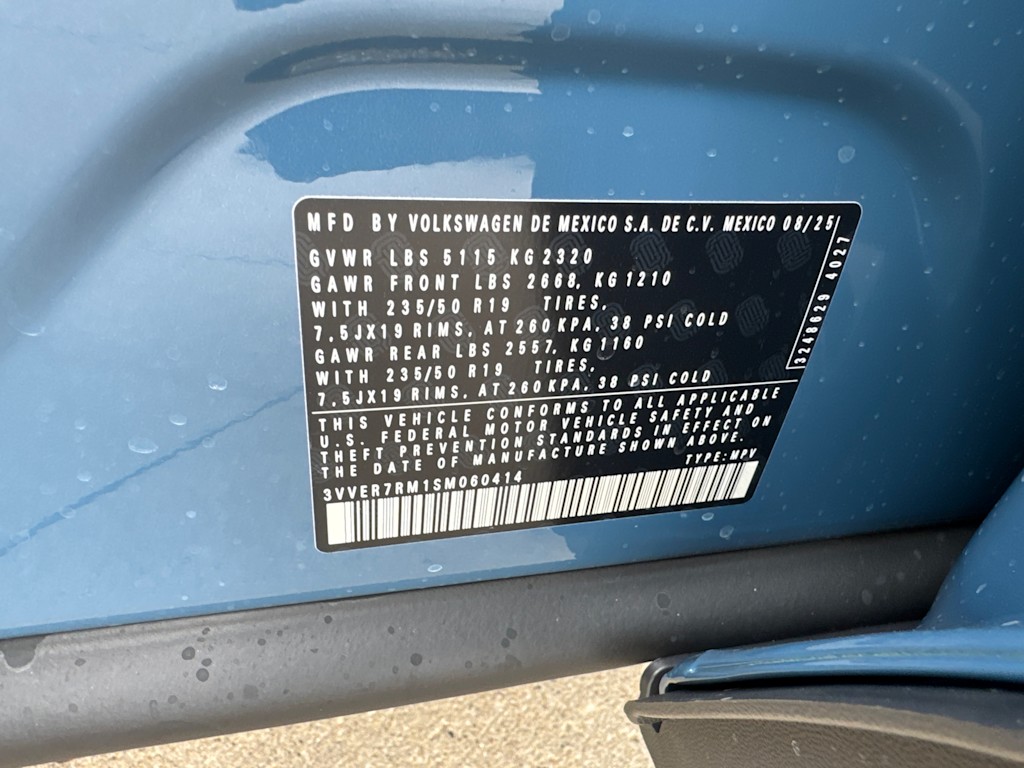 MFD BY VOLKSWAGEN DE MEXICO S.A. DE C.V. MEXICO 08/25
GVWR LBS 5115 KG 2320
GAWR FRONT LBS 2668, KG 1210
WITH 235/50 R19 TIRES,
7,5JX19 RIMS, AT 260 KPA, 38 PSI COLD
GAWR REAR LBS 2557, KG 1160
WITH 235/50 R19 TIRES,
7,5JX19 RIMS, AT 260 KPA, 38 PSI COLD
3248629 4027
THIS VEHICLE CONFORMS TO ALL APPLICABLE
U.S. FEDERAL MOTOR VEHICLE SAFETY AND
THEFT PREVENTION STANDARDS IN EFFECT ON
THE DATE OF MANUFACTURE SHOWN ABOVE.
TYPE: MPV
3VVER7RM1SM060414